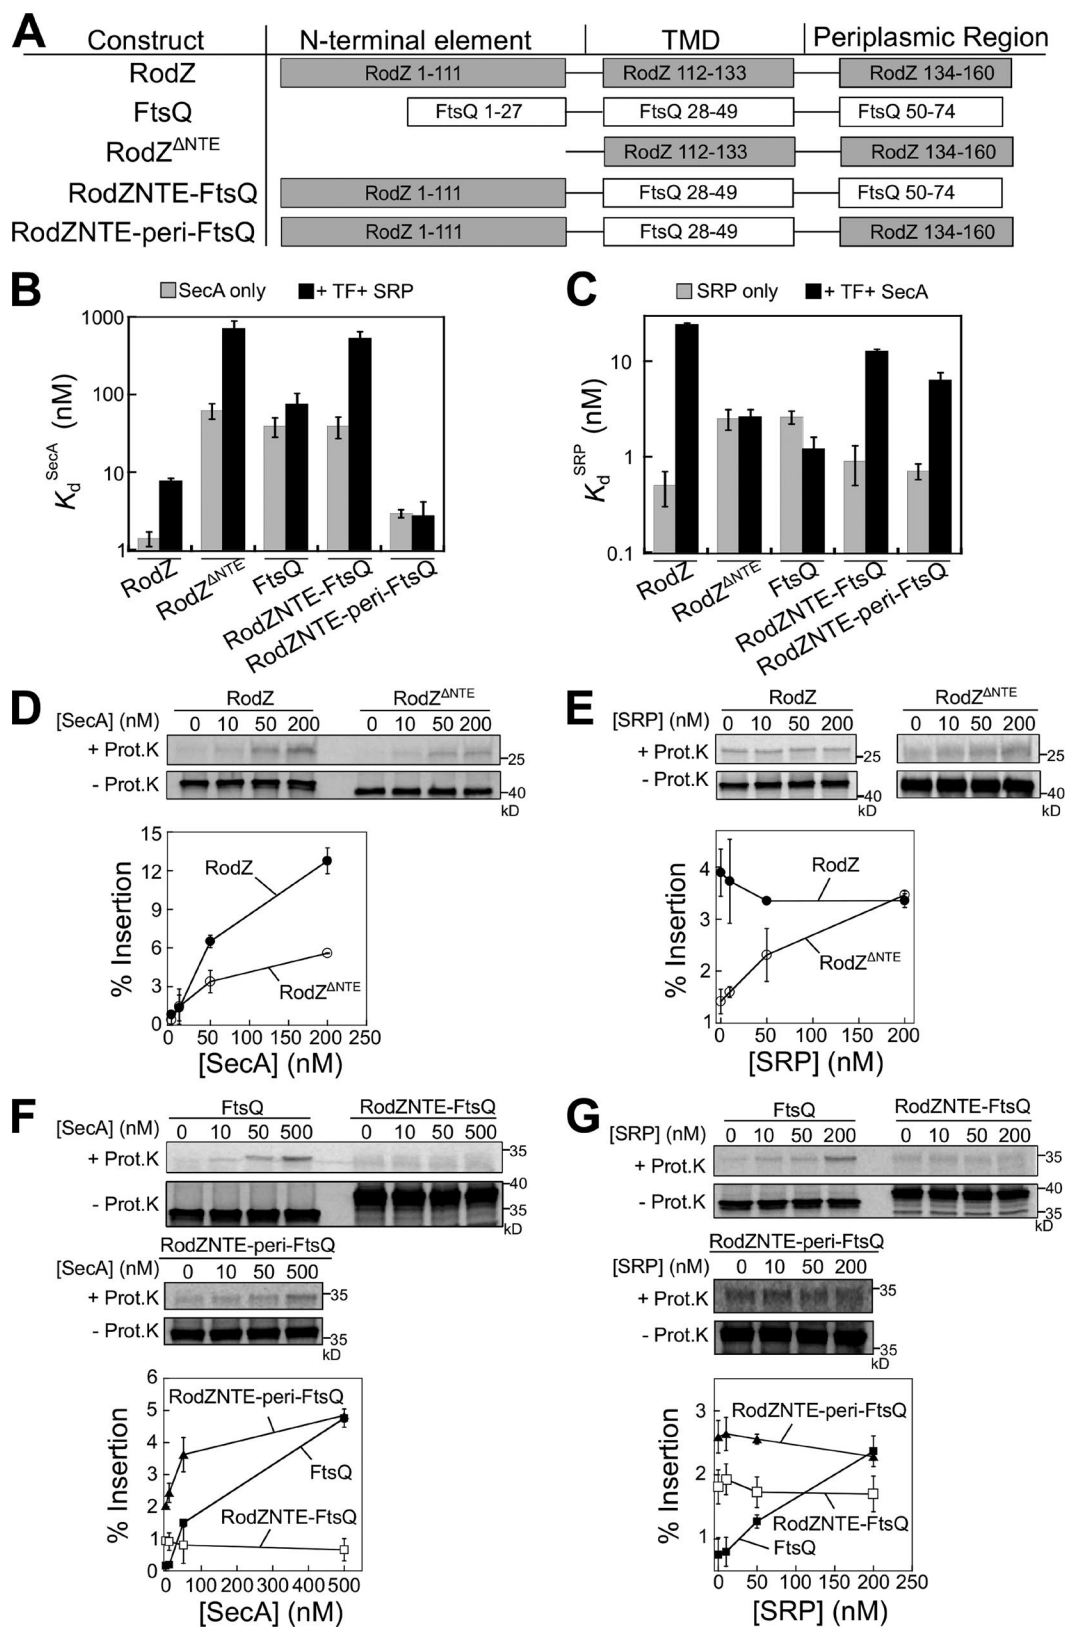 A
Construct N-terminal element TMD Periplasmic Region
RodZ RodZ 1-111 RodZ 112-133 RodZ 134-160
FtsQ FtsQ 1-27 FtsQ 28-49 FtsQ 50-74
RodZΔNTE RodZ 112-133 RodZ 134-160
RodZNTE-FtsQ RodZ 1-111 FtsQ 28-49 FtsQ 50-74
RodZNTE-peri-FtsQ RodZ 1-111 FtsQ 28-49 RodZ 134-160
B
SecA only + TF+ SRP
KdSecA (nM)
1000
100
10
1
RodZ RodZΔNTE FtsQ RodZNTE-FtsQ RodZNTE-peri-FtsQ
C
SRP only + TF+ SecA
KdSRP (nM)
10
1
0.1
RodZ RodZΔNTE FtsQ RodZNTE-FtsQ RodZNTE-peri-FtsQ
D
RodZ RodZΔNTE
[SecA] (nM) 0 10 50 200 0 10 50 200
+ Prot.K 25
- Prot.K 40
kD
% Insertion
15
12
9
6
3
0
RodZ
RodZΔNTE
0 50 100 150 200 250
[SecA] (nM)
E
RodZ RodZΔNTE
[SRP] (nM) 0 10 50 200 0 10 50 200
+ Prot.K 25 25
- Prot.K 40 40
kD kD
% Insertion
4
3
2
1
RodZ
RodZΔNTE
0 50 100 150 200
[SRP] (nM)
F
FtsQ RodZNTE-FtsQ
[SecA] (nM) 0 10 50 500 0 10 50 500
+ Prot.K 35
- Prot.K 40
35
kD
RodZNTE-peri-FtsQ
[SecA] (nM) 0 10 50 500
+ Prot.K 35
- Prot.K 35
kD
% Insertion
6
5
4
3
2
1
0
RodZNTE-peri-FtsQ
FtsQ
RodZNTE-FtsQ
0 100 200 300 400 500
[SecA] (nM)
G
FtsQ RodZNTE-FtsQ
[SRP] (nM) 0 10 50 200 0 10 50 200
+ Prot.K 35
- Prot.K 40
35
kD
RodZNTE-peri-FtsQ
[SRP] (nM) 0 10 50 200
+ Prot.K 35
- Prot.K 35
kD
% Insertion
3
2
1
RodZNTE-peri-FtsQ
RodZNTE-FtsQ
FtsQ
0 50 100 150 200 250
[SRP] (nM)